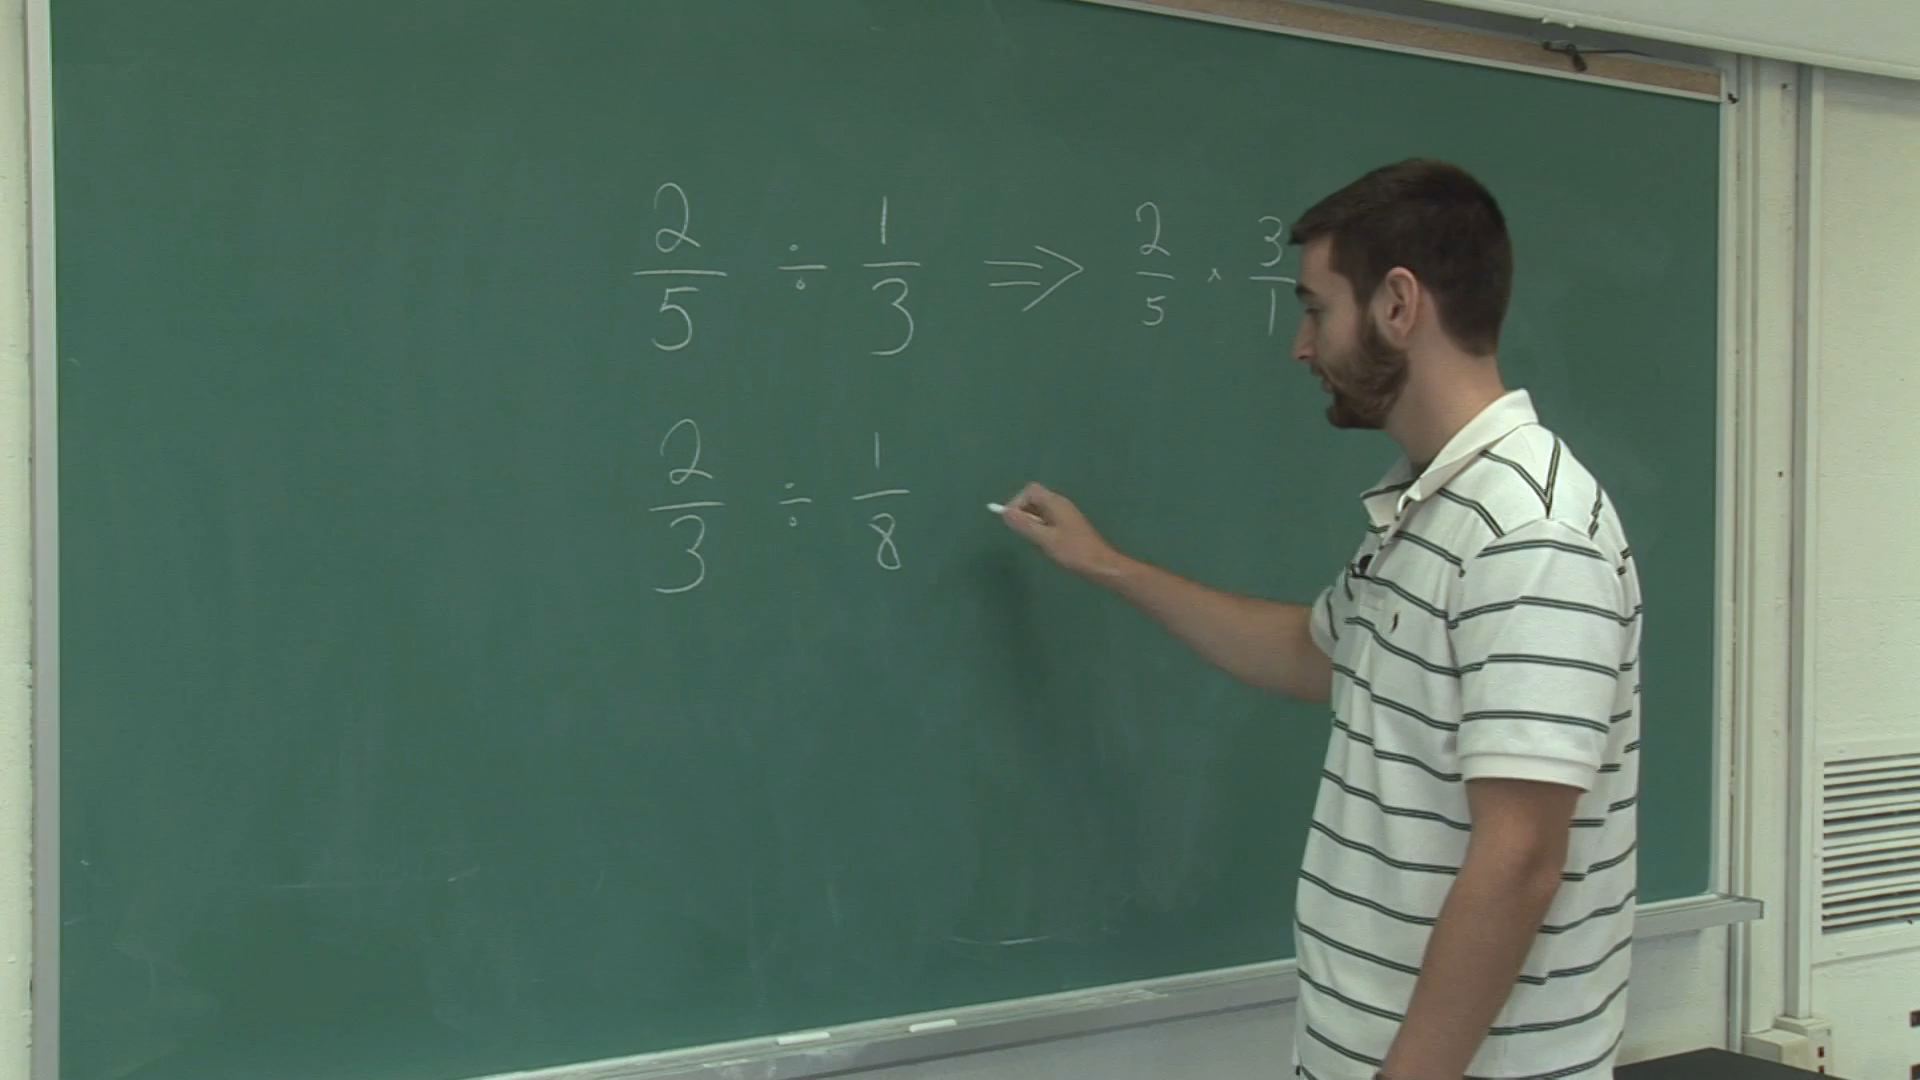 2/5 ÷ 1/3 ⇒ 2/5 × 3/1
2/3 ÷ 1/8